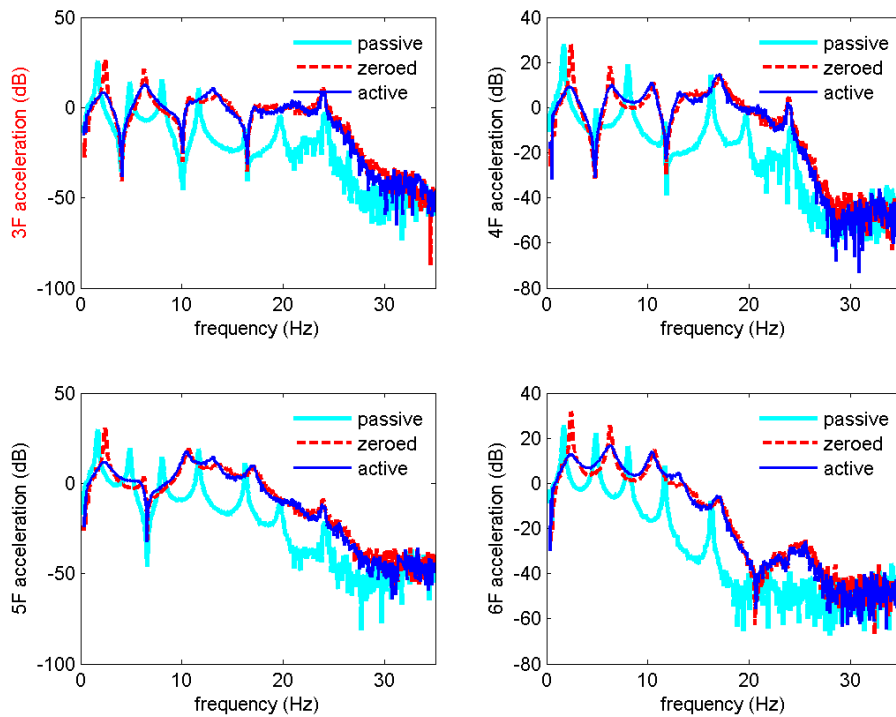 50
0
-50
-100
3F acceleration (dB)
0
10
20
30
frequency (Hz)
passive
zeroed
active
40
20
0
-20
-40
-60
-80
4F acceleration (dB)
0
10
20
30
frequency (Hz)
passive
zeroed
active
50
0
-50
-100
5F acceleration (dB)
0
10
20
30
frequency (Hz)
passive
zeroed
active
40
20
0
-20
-40
-60
-80
6F acceleration (dB)
0
10
20
30
frequency (Hz)
passive
zeroed
active